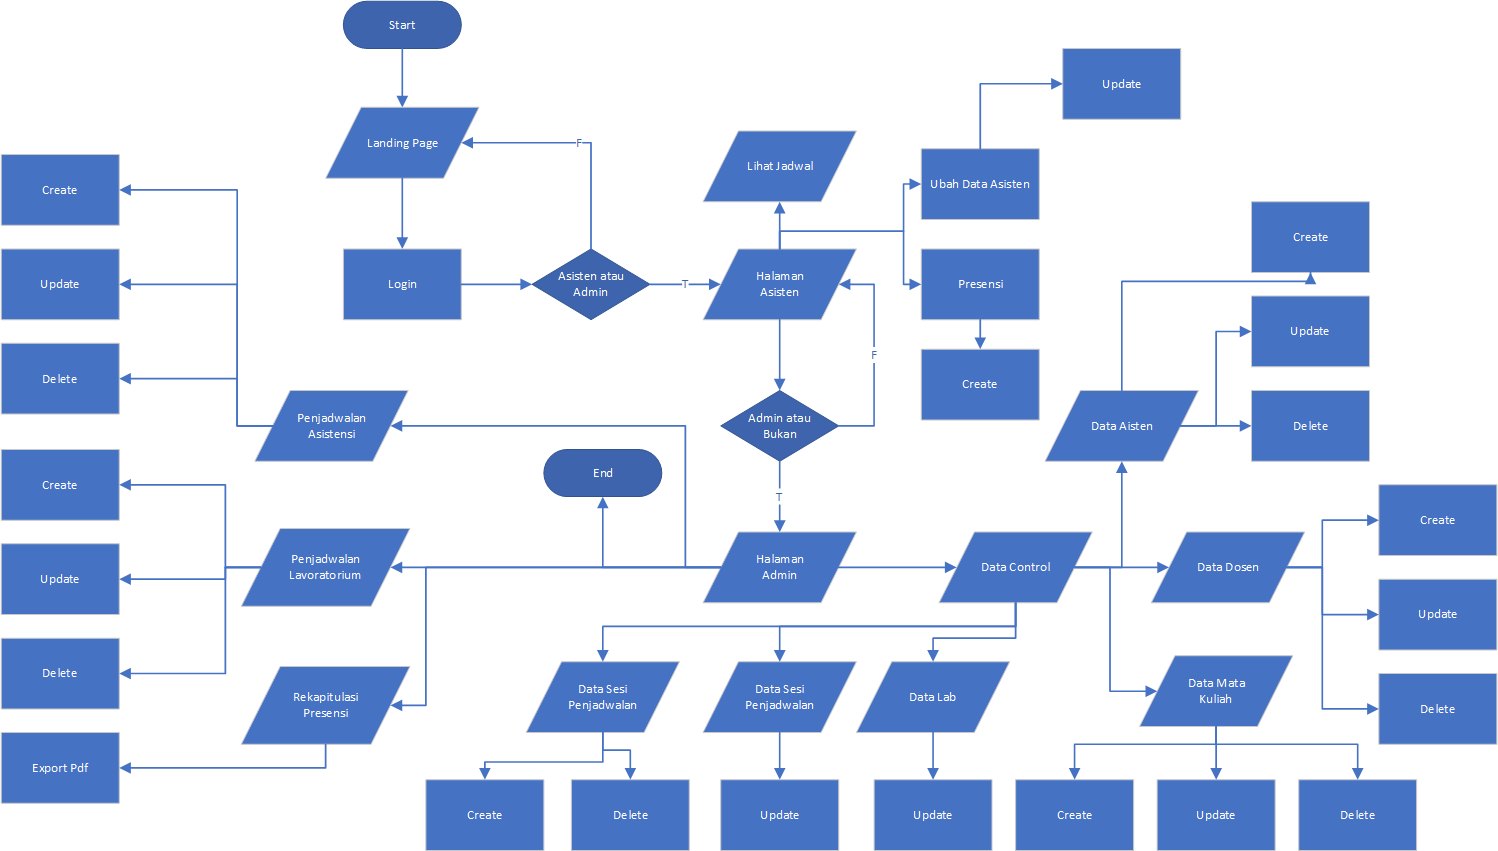 Start
Landing Page
F
Login
Asisten atau
Admin
T
Halaman
Asisten
Lihat Jadwal
Ubah Data Asisten
Update
Presensi
Create
F
Admin atau
Bukan
T
Halaman
Admin
End
Penjadwalan
Asistensi
Create
Update
Delete
Penjadwalan
Lavoratorium
Create
Update
Delete
Rekapitulasi
Presensi
Export Pdf
Data Control
Data Aisten
Create
Update
Delete
Data Dosen
Create
Update
Delete
Data Mata
Kuliah
Create
Update
Delete
Data Sesi
Penjadwalan
Create
Delete
Data Sesi
Penjadwalan
Update
Data Lab
Update